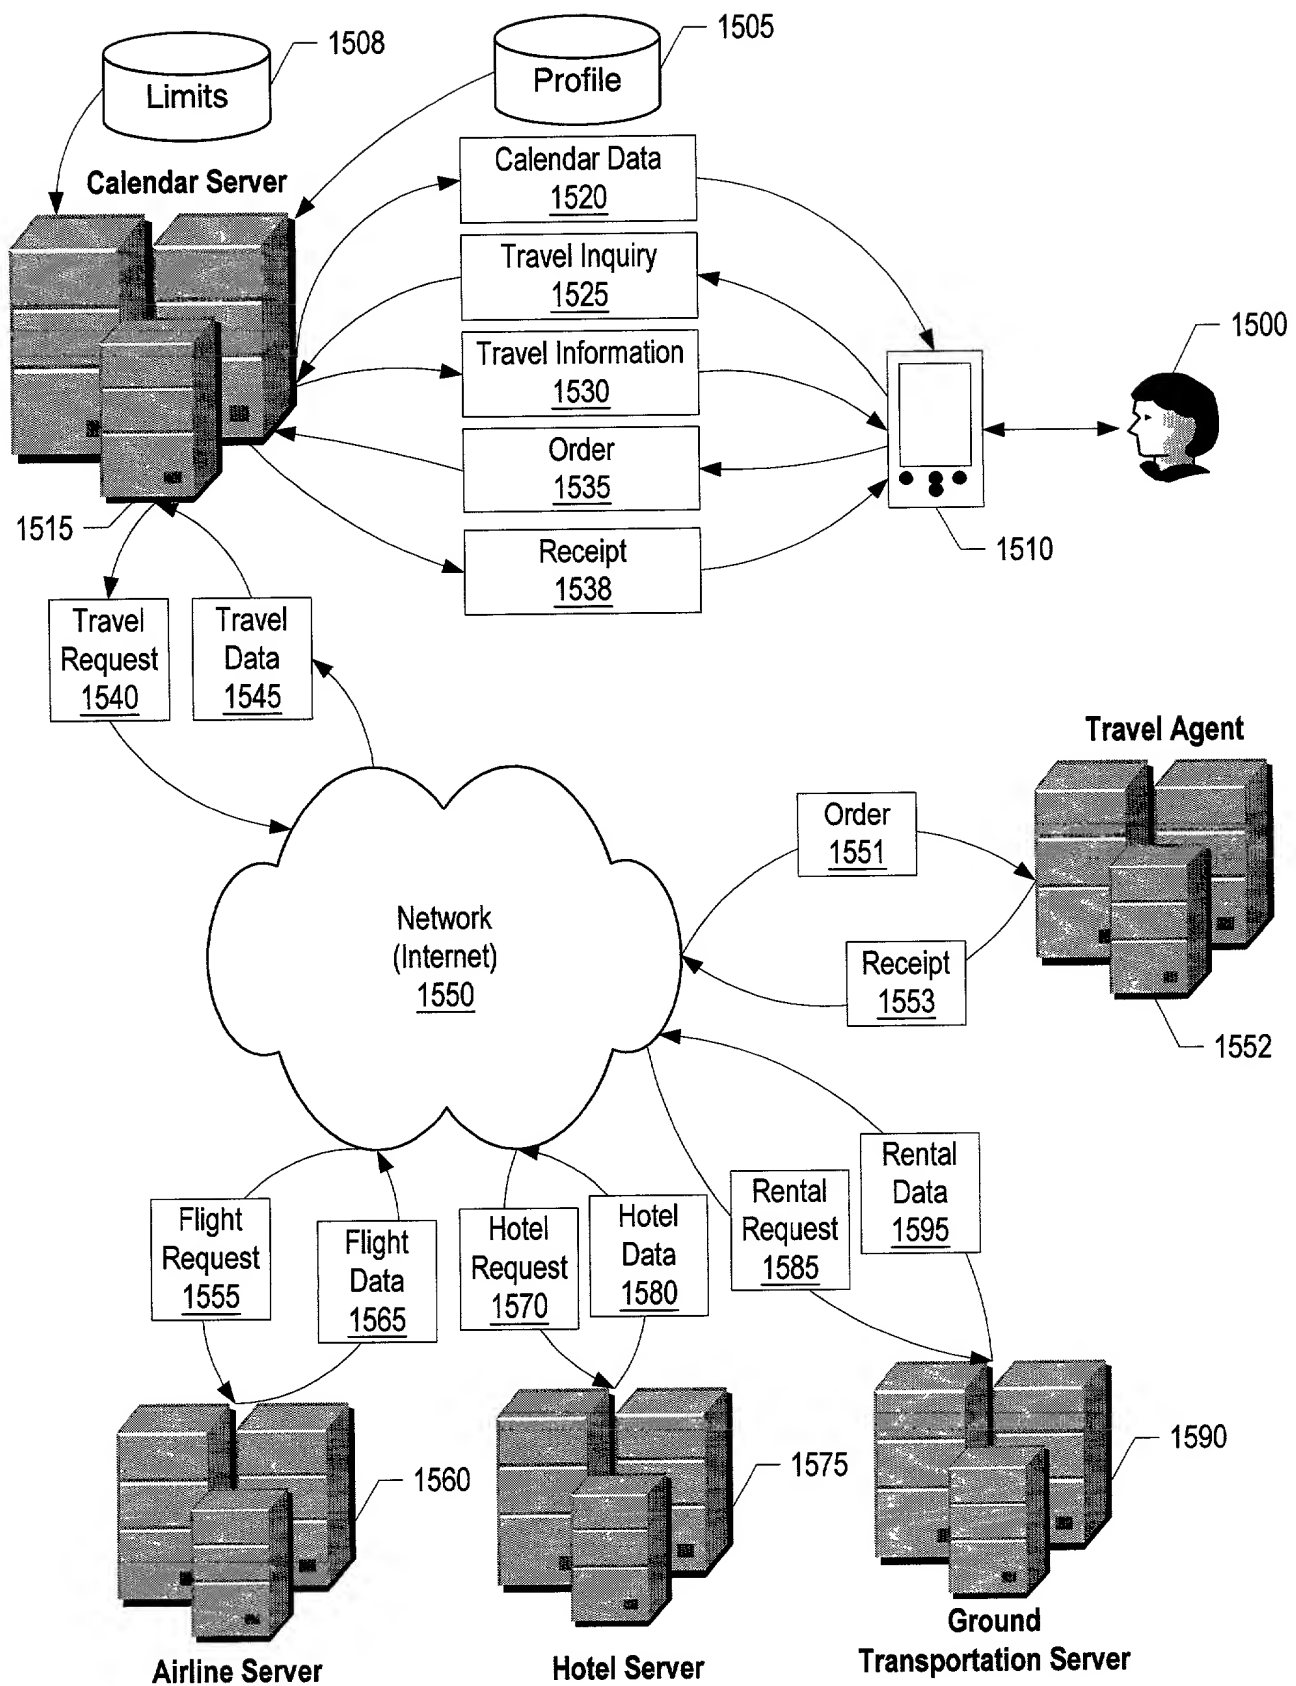 1508
Limits
1505
Profile
Calendar Server
Calendar Data
1520
Travel Inquiry
1525
Travel Information
1530
Order
1535
Receipt
1538
1500
1510
1515
Travel
Request
1540
Travel
Data
1545
Travel Agent
Order
1551
Receipt
1553
1552
Network
(Internet)
1550
Flight
Request
1555
Flight
Data
1565
Hotel
Request
1570
Hotel
Data
1580
Rental
Request
1585
Rental
Data
1595
1560
1575
1590
Airline Server
Hotel Server
Ground
Transportation Server